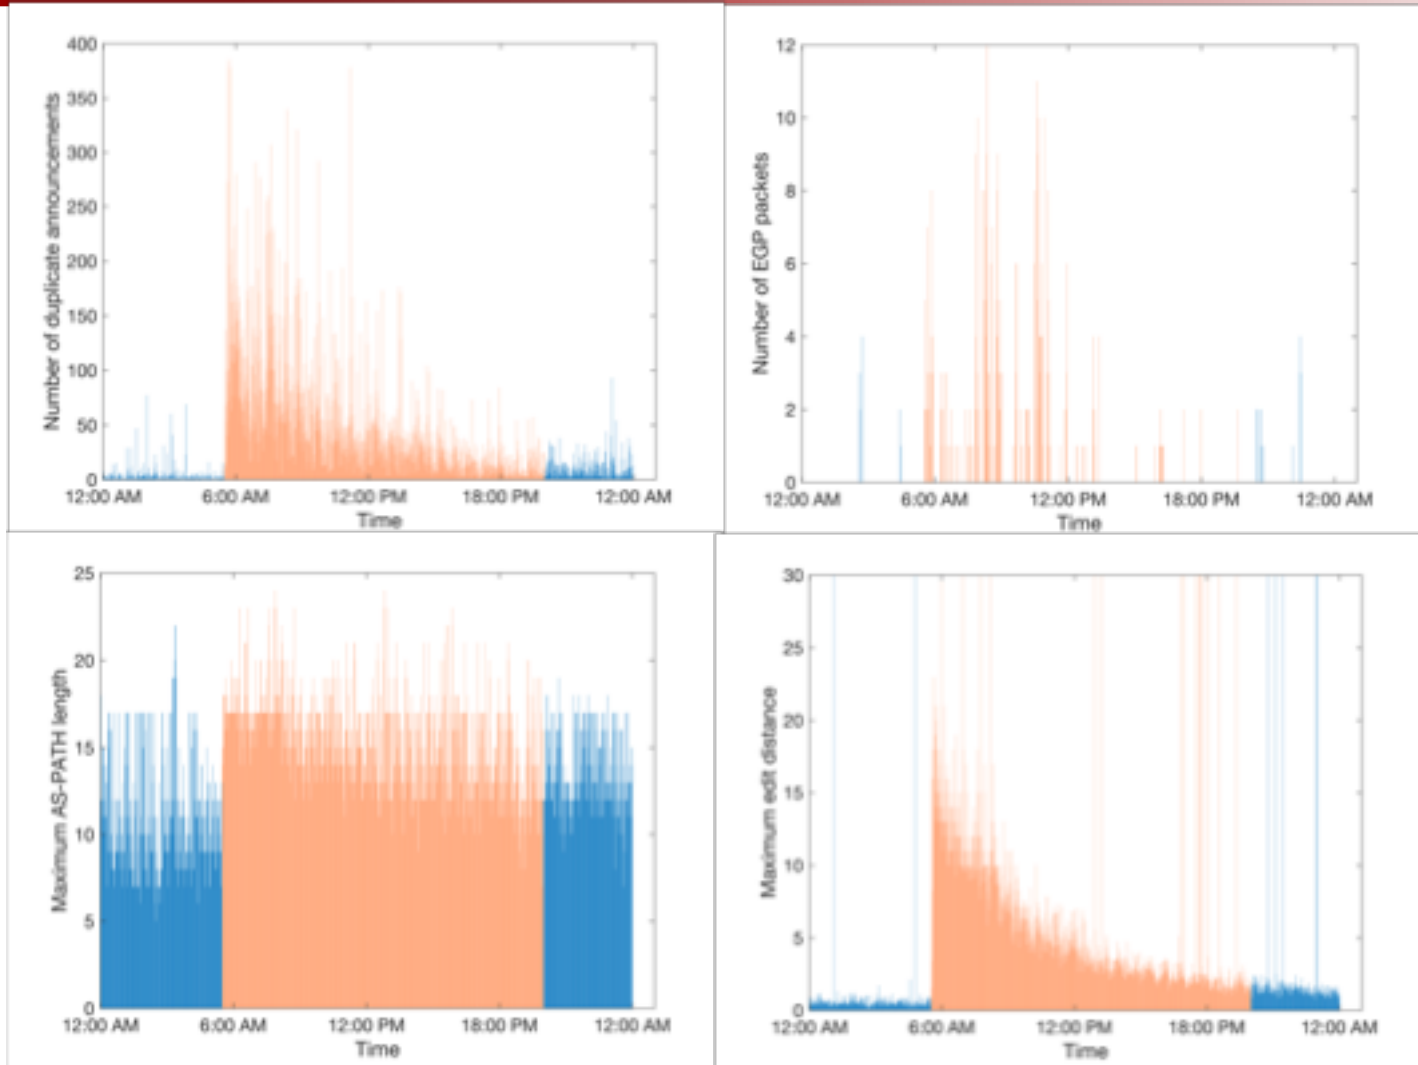 400
350
300
250
200
150
100
50
0
Number of duplicate announcements
12:00 AM 6:00 AM 12:00 PM 18:00 PM 12:00 AM
Time
12
10
8
6
4
2
0
Number of EGP packets
12:00 AM 6:00 AM 12:00 PM 18:00 PM 12:00 AM
Time
25
20
15
10
5
0
Maximum AS-PATH length
12:00 AM 6:00 AM 12:00 PM 18:00 PM 12:00 AM
Time
30
25
20
15
10
5
0
Maximum edit distance
12:00 AM 6:00 AM 12:00 PM 18:00 PM 12:00 AM
Time